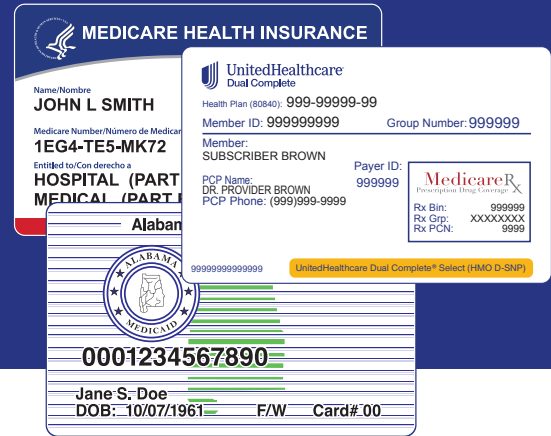 MEDICARE HEALTH INSURANCE
Name/Nombre
JOHN L SMITH
Medicare Number/Número de Medicar
1EG4-TE5-MK72
Entitled to/Con derecho a
HOSPITAL (PART
MEDICAL (PART
UnitedHealthcare®
Dual Complete
Health Plan (80840): 999-99999-99
Member ID: 999999999 Group Number: 999999
Member:
SUBSCRIBER BROWN
Payer ID:
999999
PCP Name:
DR. PROVIDER BROWN
PCP Phone: (999)999-9999
MedicareRx
Prescription Drug Coverage
Rx Bin: 999999
Rx Grp: XXXXXXXX
Rx PCN: 9999
99999999999999 UnitedHealthcare Dual Complete® Select (HMO D-SNP)
Alaban
ALABAMA
MEDICAID
0001234567890
Jane S. Doe
DOB: 10/07/1961 F/W Card# 00